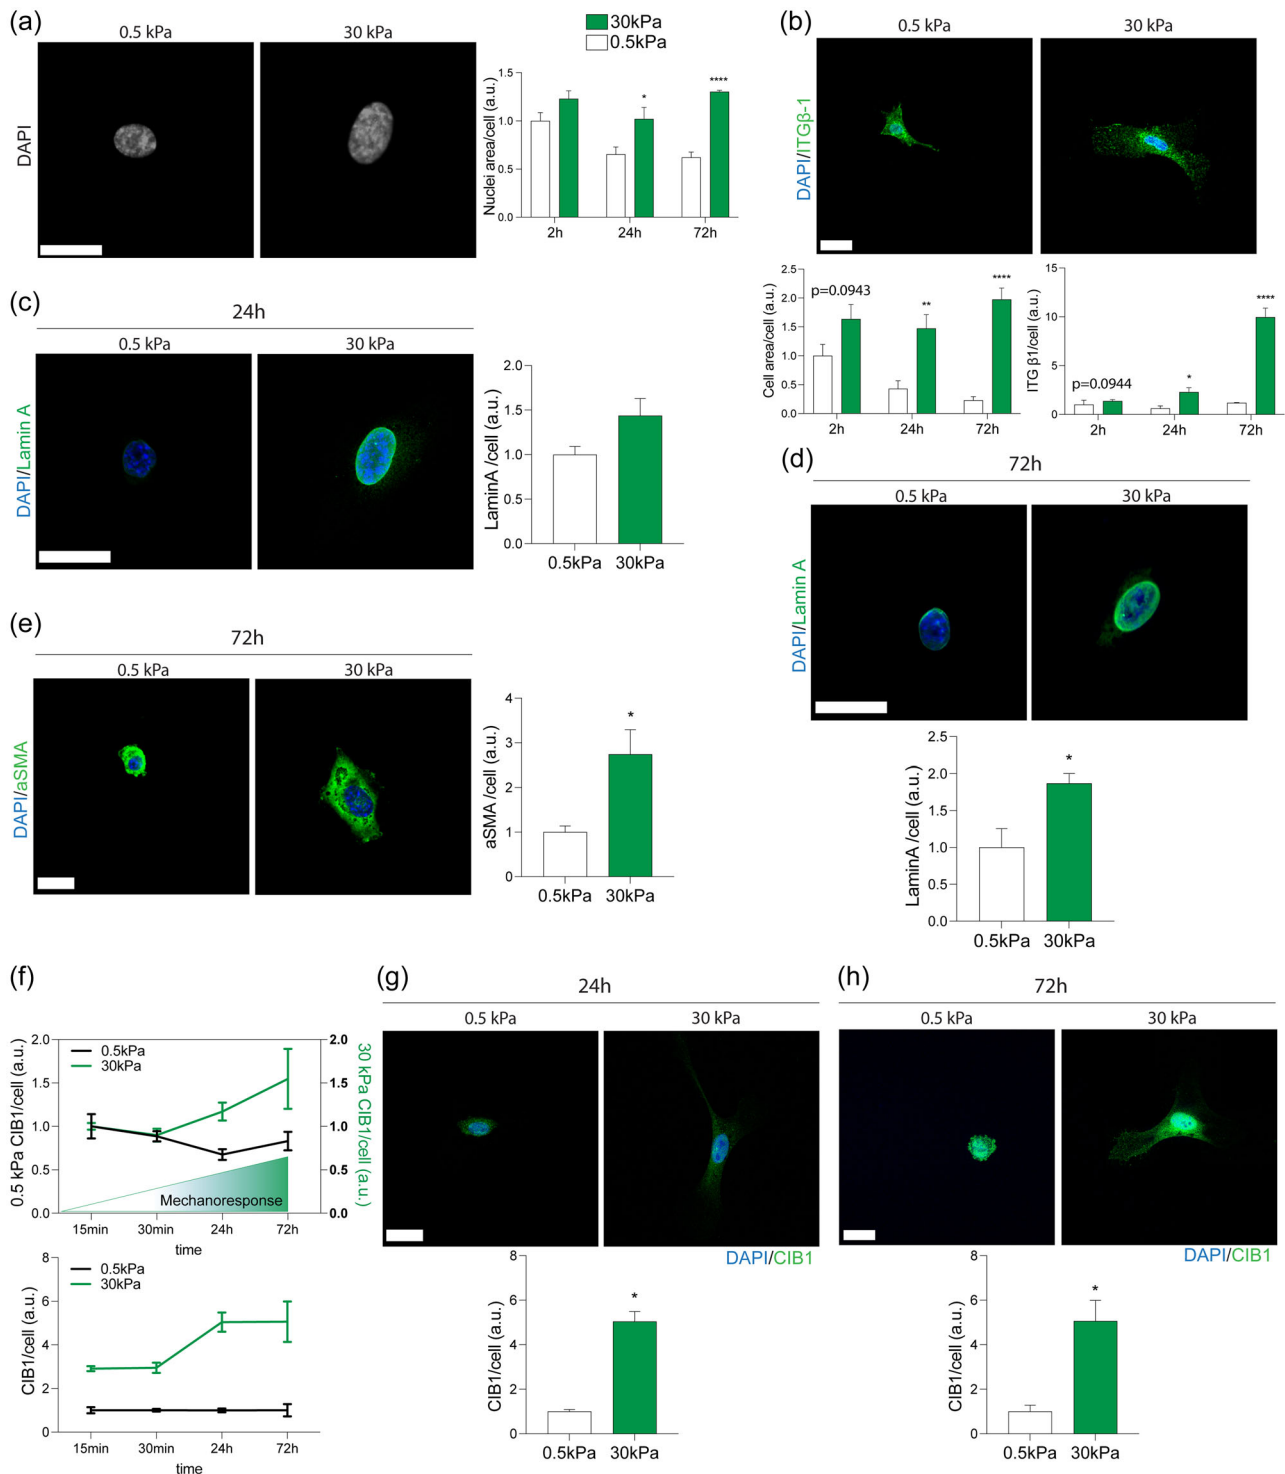 (a)
0.5 kPa
30 kPa
DAPI
30kPa
0.5kPa
Nuclei area/cell (a.u.)
1.5
1.0
0.5
0.0
*
****
2h
24h
72h
(b)
0.5 kPa
30 kPa
DAPI/ITGβ-1
Cell area/cell (a.u.)
2.5
2.0
1.5
1.0
0.5
0.0
p=0.0943
**
****
2h
24h
72h
ITG β1/cell (a.u.)
15
10
5
0
p=0.0944
*
****
2h
24h
72h
(c)
24h
0.5 kPa
30 kPa
DAPI/Lamin A
LaminA /cell (a.u.)
2.0
1.5
1.0
0.5
0.0
0.5kPa
30kPa
(d)
72h
0.5 kPa
30 kPa
DAPI/Lamin A
LaminA /cell (a.u.)
2.5
2.0
1.5
1.0
0.5
0.0
*
0.5kPa
30kPa
(e)
72h
0.5 kPa
30 kPa
DAPI/aSMA
aSMA /cell (a.u.)
4
3
2
1
0
*
0.5kPa
30kPa
(f)
0.5 kPa CIB1/cell (a.u.)
2.0
1.5
1.0
0.5
0.0
0.5kPa
30kPa
Mechanoresponse
2.0
1.5
1.0
0.5
0.0
30 kPa CIB1/cell
(a.u.)
15min
30min
24h
72h
time
CIB1/cell (a.u.)
8
6
4
2
0
0.5kPa
30kPa
15min
30min
24h
72h
time
(g)
24h
0.5 kPa
30 kPa
DAPI/CIB1
CIB1/cell (a.u.)
8
6
4
2
0
*
0.5kPa
30kPa
(h)
72h
0.5 kPa
30 kPa
DAPI/CIB1
CIB1/cell (a.u.)
8
6
4
2
0
*
0.5kPa
30kPa